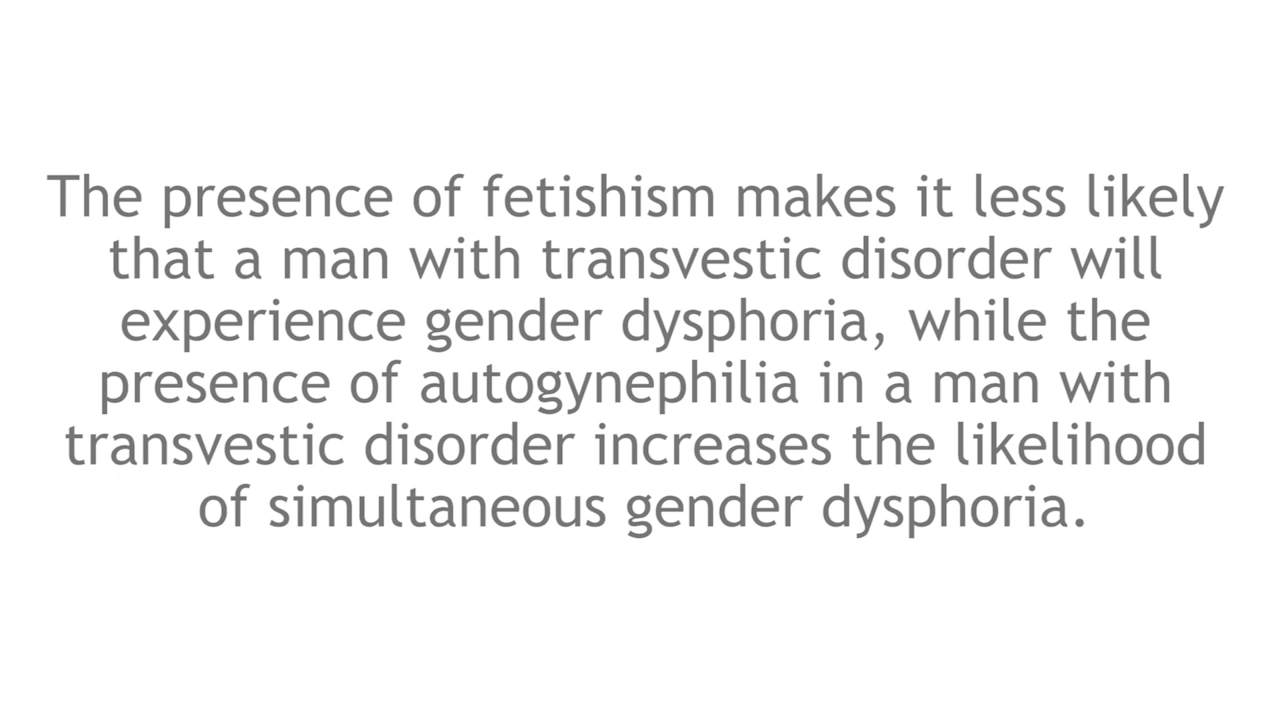 The presence of fetishism makes it less likely
that a man with transvestic disorder will
experience gender dysphoria, while the
presence of autogynephilia in a man with
transvestic disorder increases the likelihood
of simultaneous gender dysphoria.